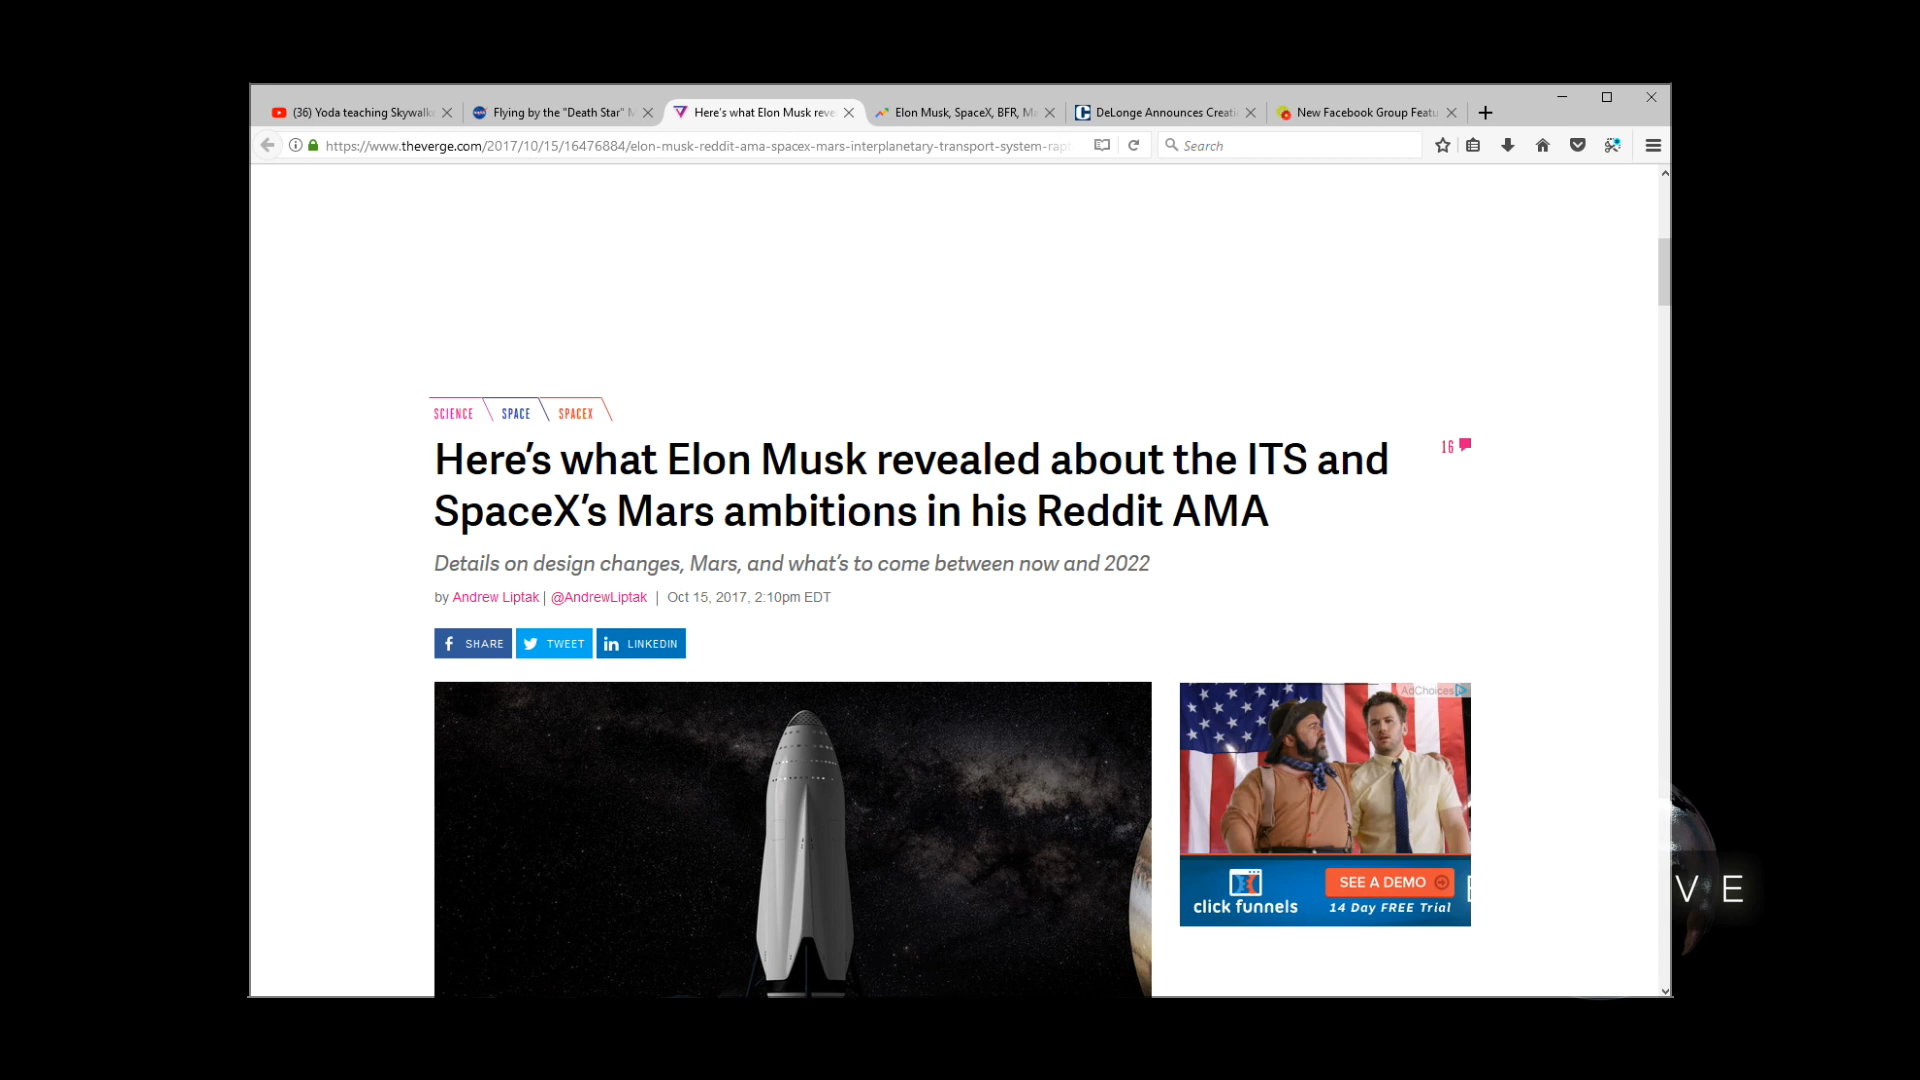 (36) Yoda teaching Skywalk
Flying by the "Death Star"
Here's what Elon Musk reve
Elon Musk, SpaceX, BFR, M
DeLonge Announces Creati
New Facebook Group Featu
https://www.theverge.com/2017/10/15/16476884/elon-musk-reddit-ama-spacex-mars-interplanetary-transport-system-rapt
Search
SCIENCE
SPACE
SPACEX
Here's what Elon Musk revealed about the ITS and
SpaceX's Mars ambitions in his Reddit AMA
16
Details on design changes, Mars, and what's to come between now and 2022
by Andrew Liptak | @AndrewLiptak | Oct 15, 2017, 2:10pm EDT
SHARE
TWEET
LINKEDIN
AdChoices
SEE A DEMO
click funnels
14 Day FREE Trial
V E